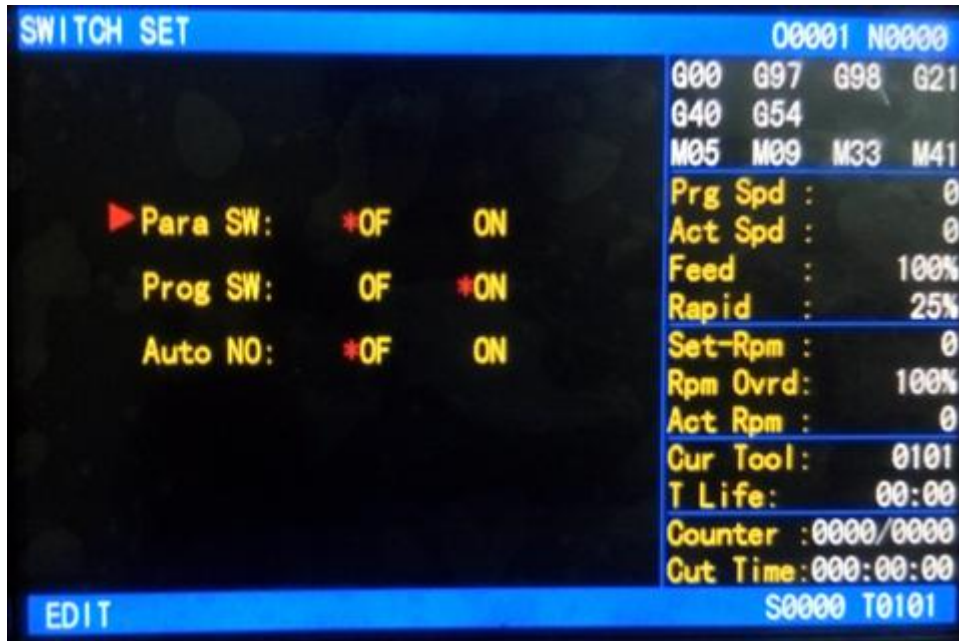 SWITCH SET O0001 N0000
G00 G97 G98 G21
G40 G54
M05 M09 M33 M41
Para SW: *OF ON
Prog SW: OF *ON
Auto NO: *OF ON
Prg Spd : 0
Act Spd : 0
Feed : 100%
Rapid : 25%
Set-Rpm : 0
Rpm Ovrd: 100%
Act Rpm : 0
Cur Tool: 0101
T Life: 00:00
Counter :0000/0000
Cut Time:000:00:00
EDIT S0000 T0101